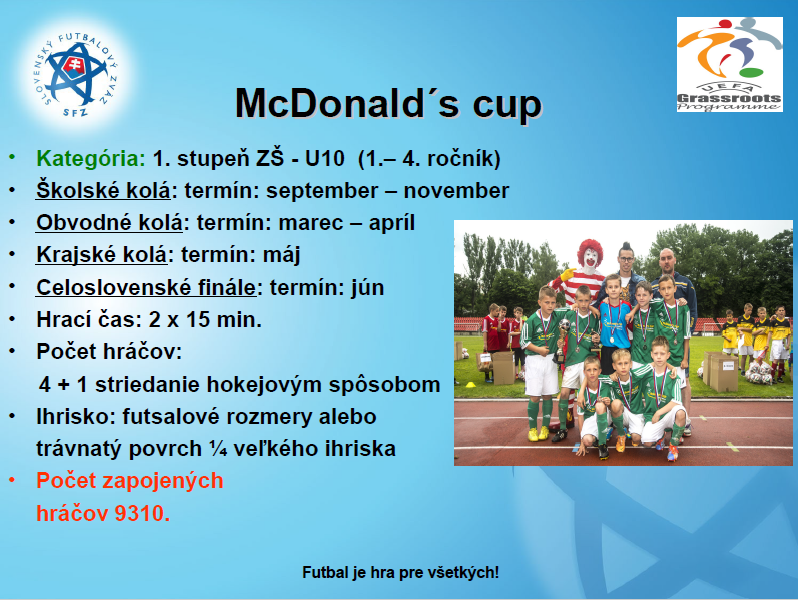 SLOVENSKÝ FUTBALOVÝ ZVÄZ
SFZ
UEFA
Grassroots
Programme
McDonald´s cup
• Kategória: 1. stupeň ZŠ - U10 (1.– 4. ročník)
• Školské kolá: termín: september – november
• Obvodné kolá: termín: marec – apríl
• Krajské kolá: termín: máj
• Celoslovenské finále: termín: jún
• Hrací čas: 2 x 15 min.
• Počet hráčov:
4 + 1 striedanie hokejovým spôsobom
• Ihrisko: futsalové rozmery alebo
trávnatý povrch ¼ veľkého ihriska
• Počet zapojených
hráčov 9310.
Futbal je hra pre všetkých!